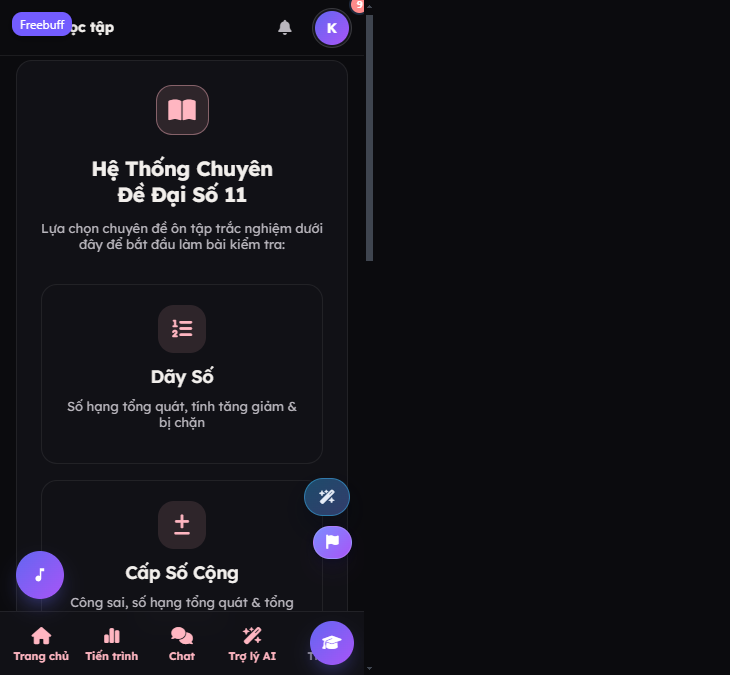 9
Freebuff
ọc tập
K
Hệ Thống Chuyên
Đề Đại Số 11
Lựa chọn chuyên đề ôn tập trắc nghiệm dưới
đây để bắt đầu làm bài kiểm tra:
1
2
Dãy Số
Số hạng tổng quát, tính tăng giảm &
bị chặn
Cấp Số Cộng
Công sai, số hạng tổng quát & tổng
Trang chủ
Tiến trình
Chat
Trợ lý AI